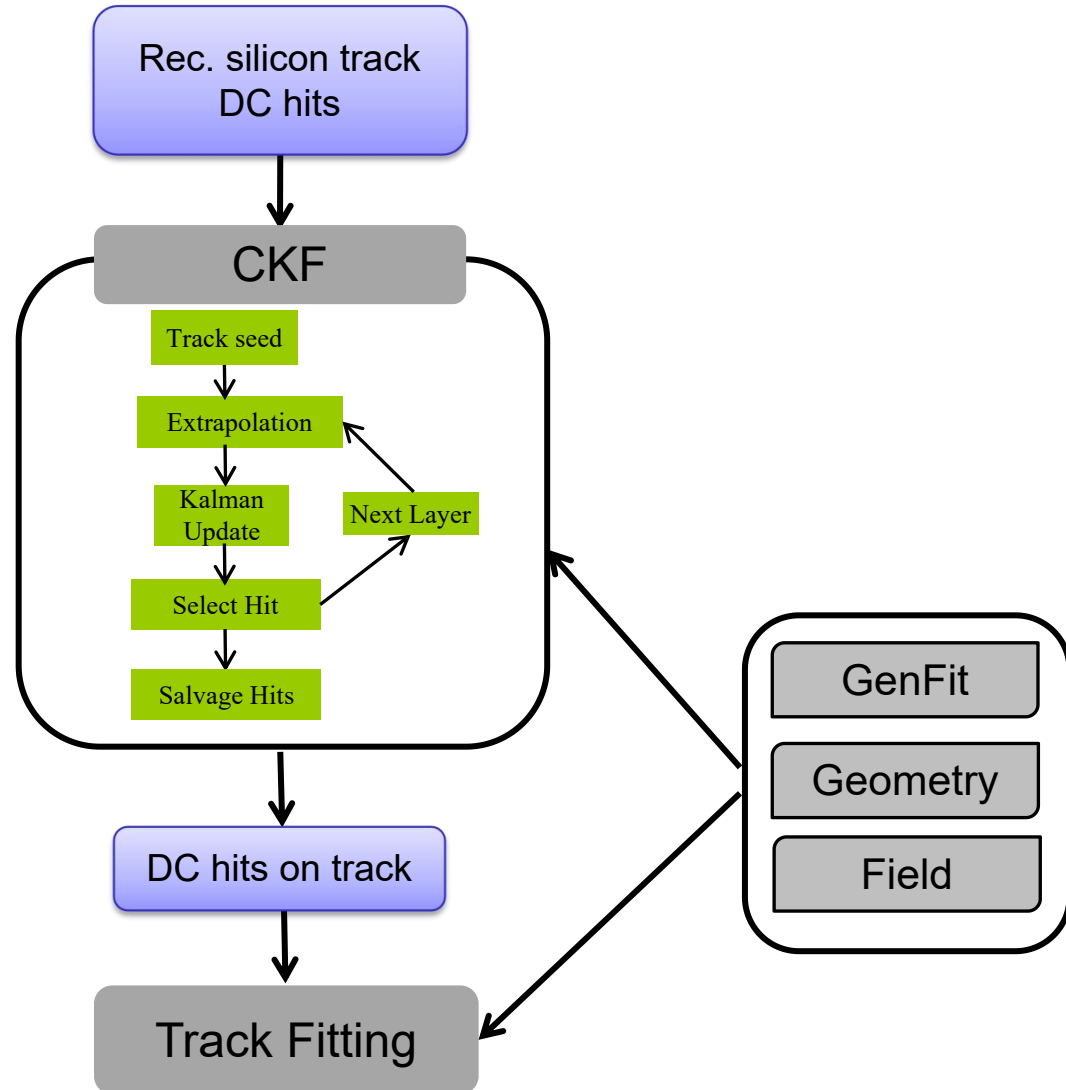 Rec. silicon track
DC hits
CKF
Track seed
Extrapolation
Kalman
Update
Next Layer
Select Hit
Salvage Hits
GenFit
Geometry
Field
DC hits on track
Track Fitting